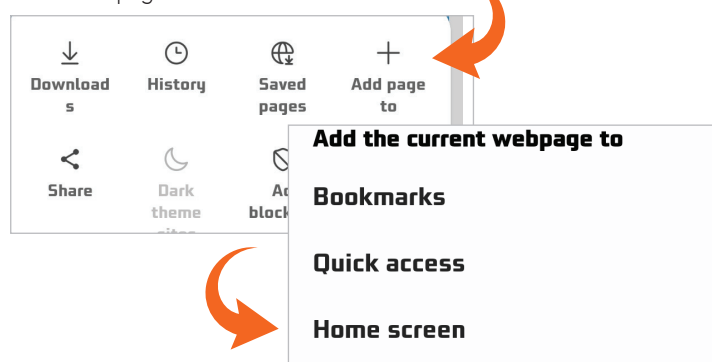 Download History Saved Add page
s pages to
Share Dark
theme
Add the current webpage to
Bookmarks
Quick access
Home screen